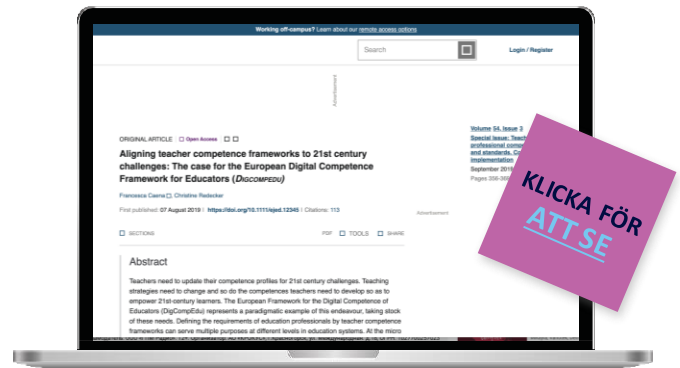 Working off-campus? Learn about our remote access options
Search
Login / Register
Advertisement
ORIGINAL ARTICLE Open Access
Aligning teacher competence frameworks to 21st century
challenges: The case for the European Digital Competence
Framework for Educators (DIGCOMPEDU)
Francesca Caena, Christine Redecker
First published: 07 August 2019 | https://doi.org/10.1111/ejed.12345 | Citations: 113
SECTIONS
PDF TOOLS SHARE
Advertisement
Volume 54, Issue 3
Special Issue:
professional
and standards.
implementation
September 2019
Pages
KLICKA FÖR
ATT SE
Abstract
Teachers need to update their competence profiles for 21st century challenges. Teaching
strategies need to change and so do the competences teachers need to develop so as to
empower 21st-century learners. The European Framework for the Digital Competence of
Educators (DigCompEdu) represents a paradigmatic example of this endeavour, taking stock
of these needs. Defining the requirements of education professionals by teacher competence
frameworks can serve multiple purposes at different levels in education systems. At the micro